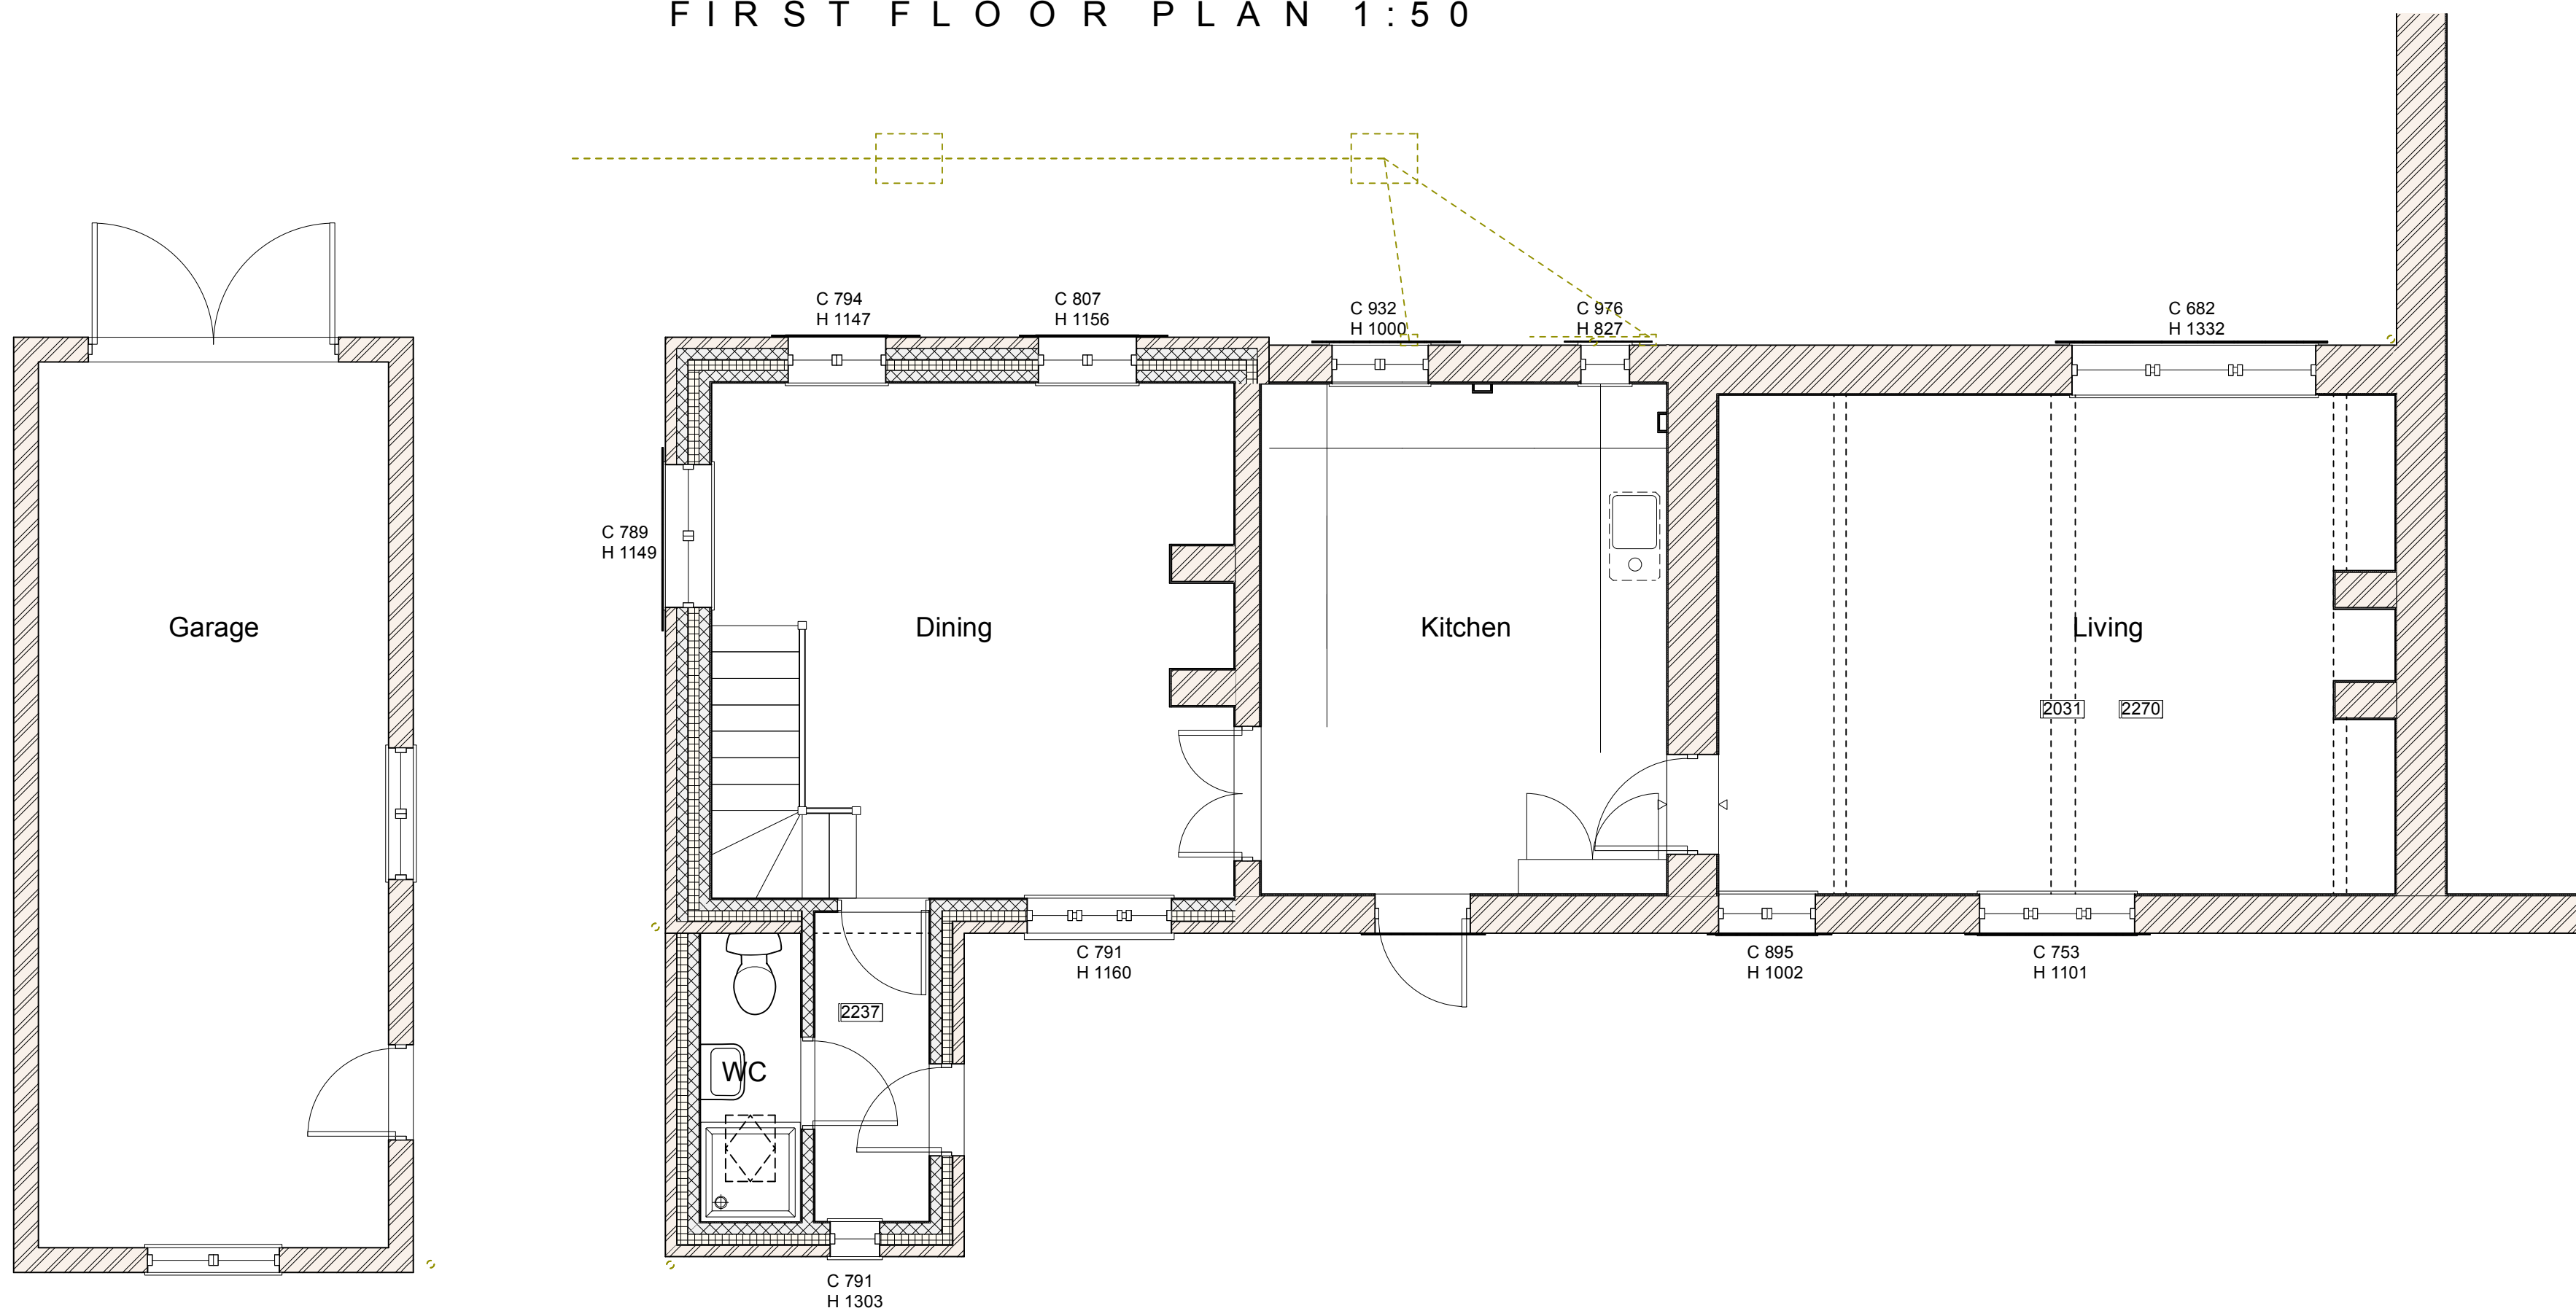 FIRST FLOOR PLAN 1:50
C 794
H 1147
C 807
H 1156
C 932
H 1000
C 976
H 827
C 682
H 1332
C 789
H 1149
Garage
Dining
Kitchen
Living
2031
2270
C 791
H 1160
C 895
H 1002
C 753
H 1101
2237
WC
C 791
H 1303